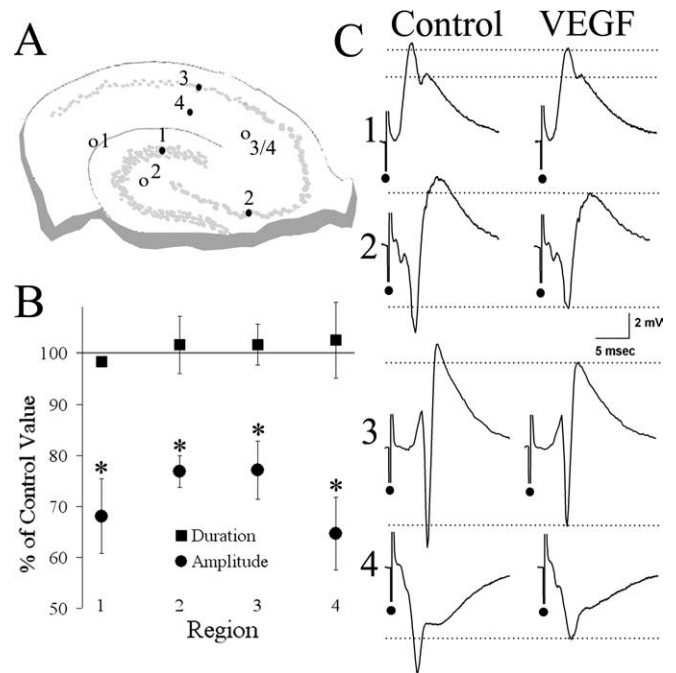 A
3
4
o1
1
o
3/4
o2
2
B
100
90
80
70
60
50
% of Control Value
*
*
*
*
Duration
Amplitude
1
2
3
4
Region
C
Control
VEGF
1
2
2 mV
5 msec
3
4